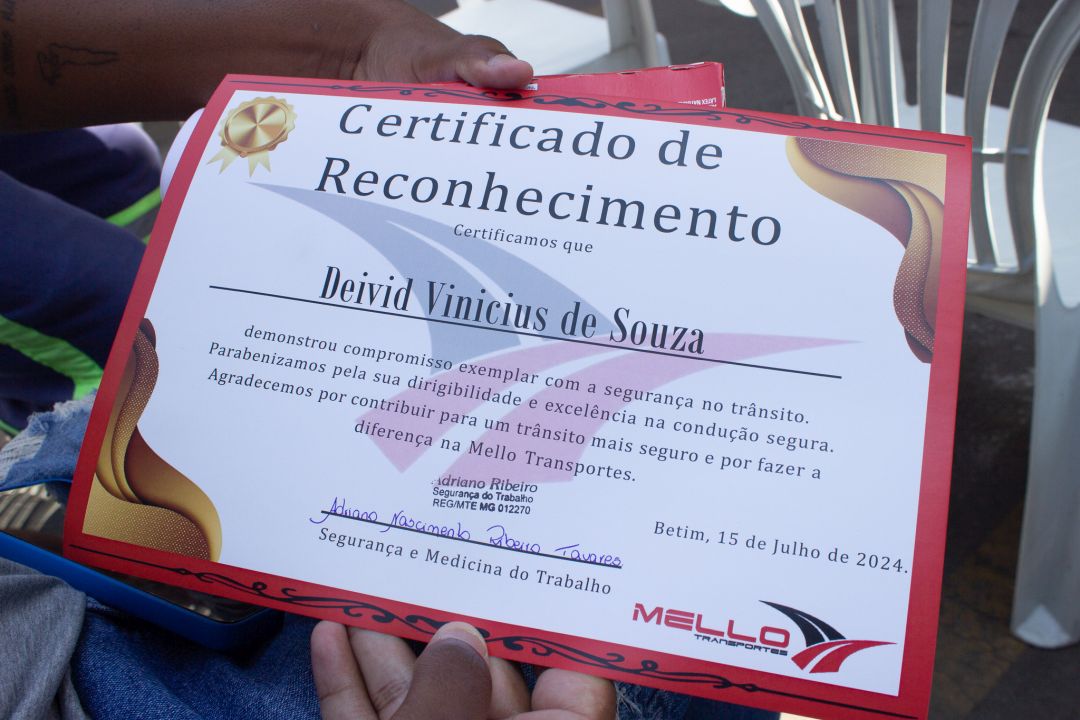 Certificado de
Reconhecimento
Certificamos que
Deivid Vinicius de Souza
demonstrou compromisso exemplar com a segurança no trânsito.
Parabenizamos pela sua dirigibilidade e excelência na condução segura.
Agradecemos por contribuir para um trânsito mais seguro e por fazer a
diferença na Mello Transportes.
Adriano Ribeiro
Segurança do Trabalho
REG/MTE MG 012270
Adriano Nascimento Ribeiro Tavares
Segurança e Medicina do Trabalho
Betim, 15 de Julho de 2024.
MELLO
TRANSPORTES